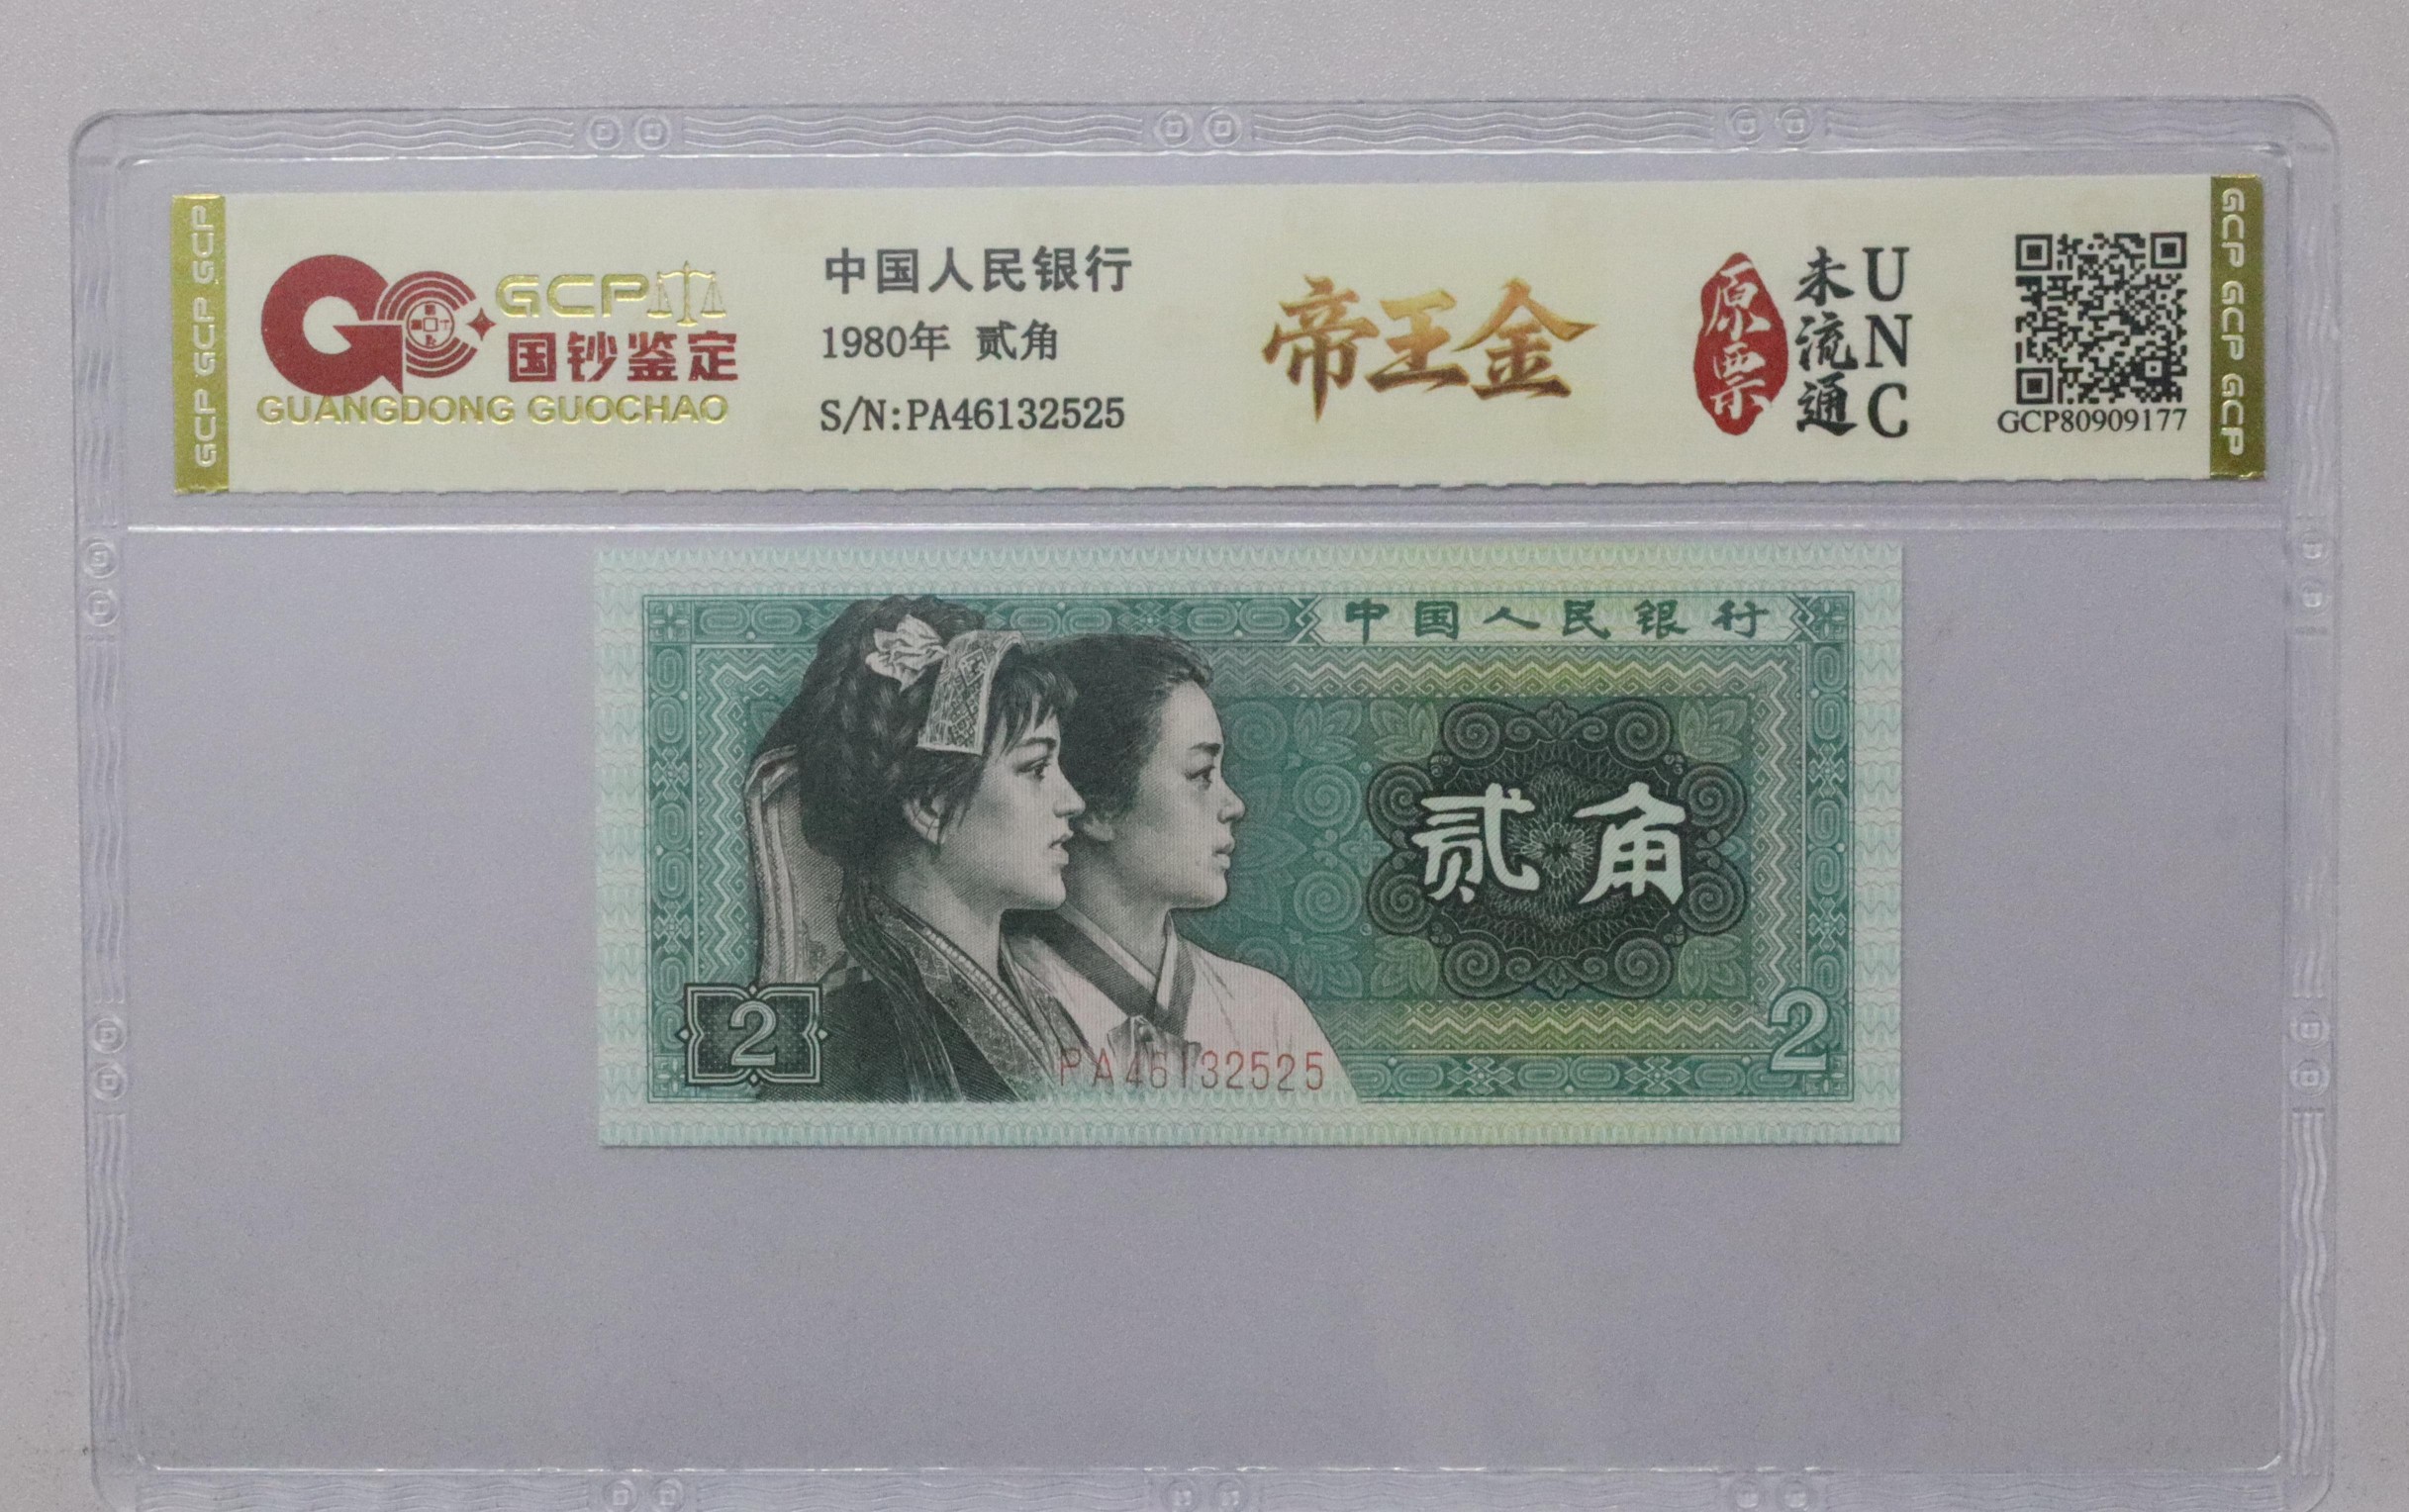 GCP GCP GCP
GCP
国钞鉴定
GUANGDONG GUOCHAO
中国人民银行
1980年 贰角
S/N:PA46132525
帝王金
原票
未流通
UNC
GCP80909177
GCP GCP GCP
中国人民银行
贰角
2
2
PA46132525